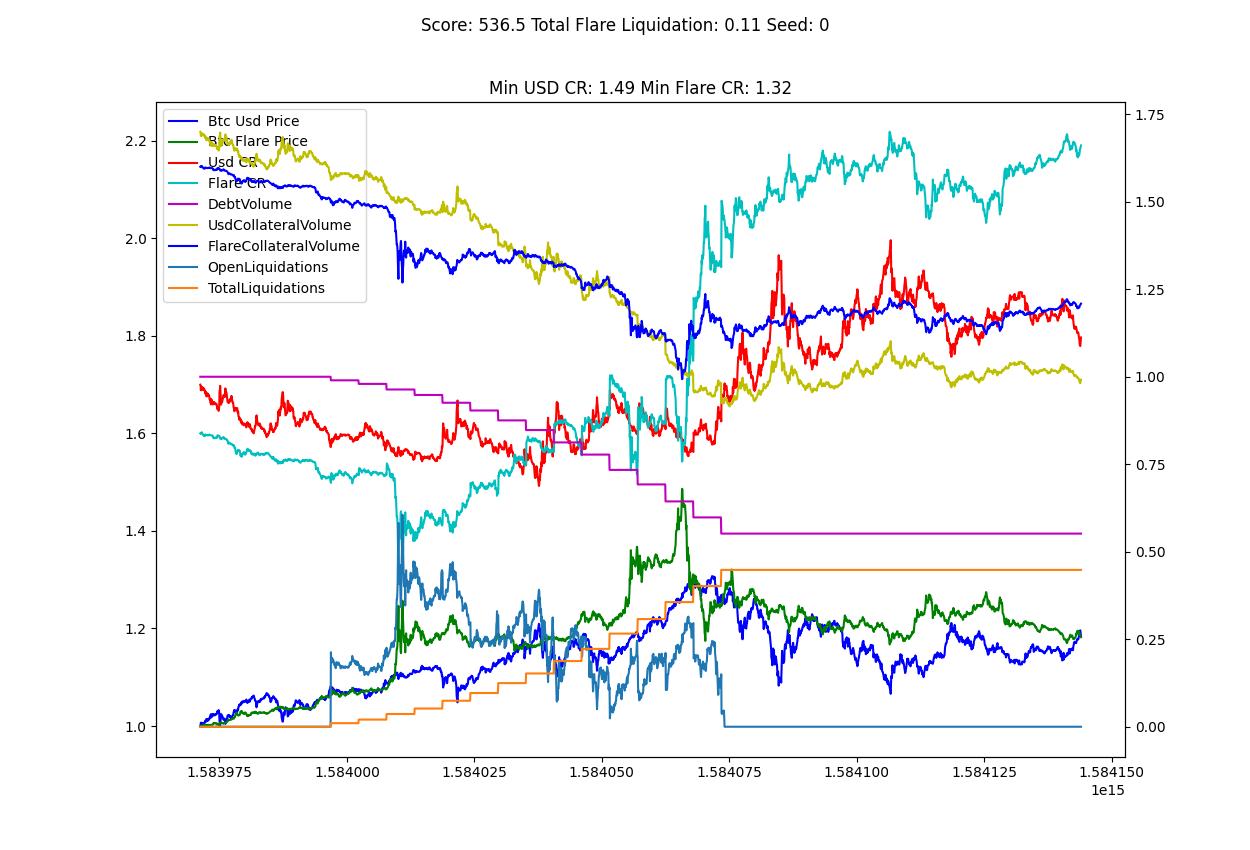 Score: 536.5 Total Flare Liquidation: 0.11 Seed: 0
Min USD CR: 1.49 Min Flare CR: 1.32
Btc Usd Price
Btc Flare Price
Usd CR
Flare CR
DebtVolume
UsdCollateralVolume
FlareCollateralVolume
OpenLiquidations
TotalLiquidations
2.2
2.0
1.8
1.6
1.4
1.2
1.0
1.75
1.50
1.25
1.00
0.75
0.50
0.25
0.00
1.583975 1.584000 1.584025 1.584050 1.584075 1.584100 1.584125 1.584150
1e15